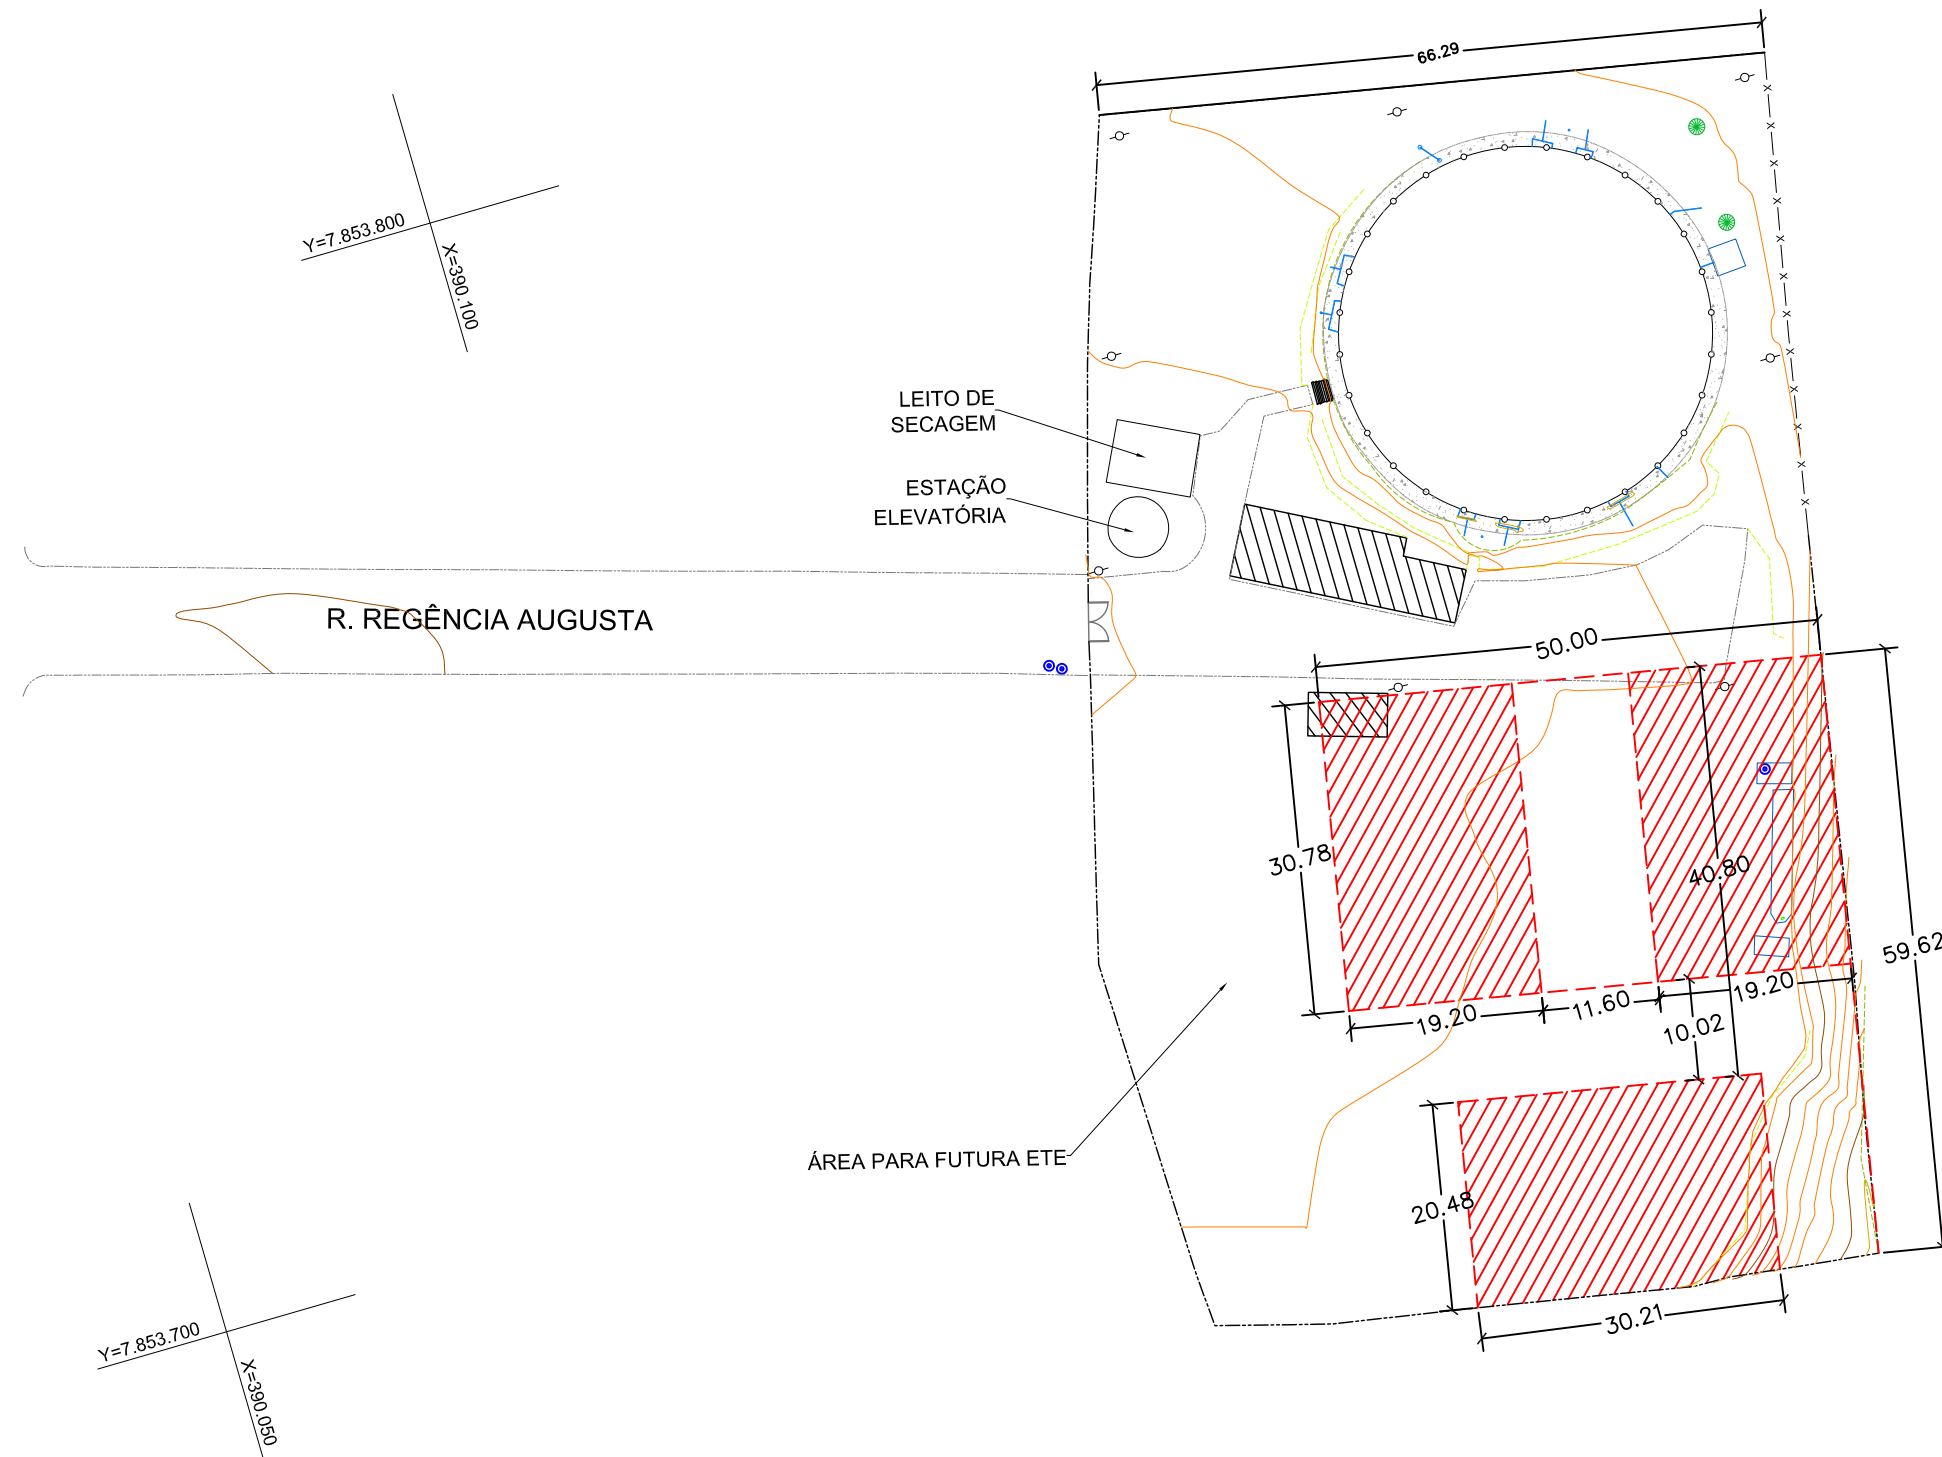 66.29
Y=7.853.800
X=390.100
LEITO DE
SECAGEM
ESTAÇÃO
ELEVATÓRIA
R. REGÊNCIA AUGUSTA
50.00
30.78
40.80
59.62
19.20
11.60
19.20
10.02
ÁREA PARA FUTURA ETE
20.48
30.21
Y=7.853.700
X=390.050
x
x
x
x
x
x
x
x
x
x
x
x